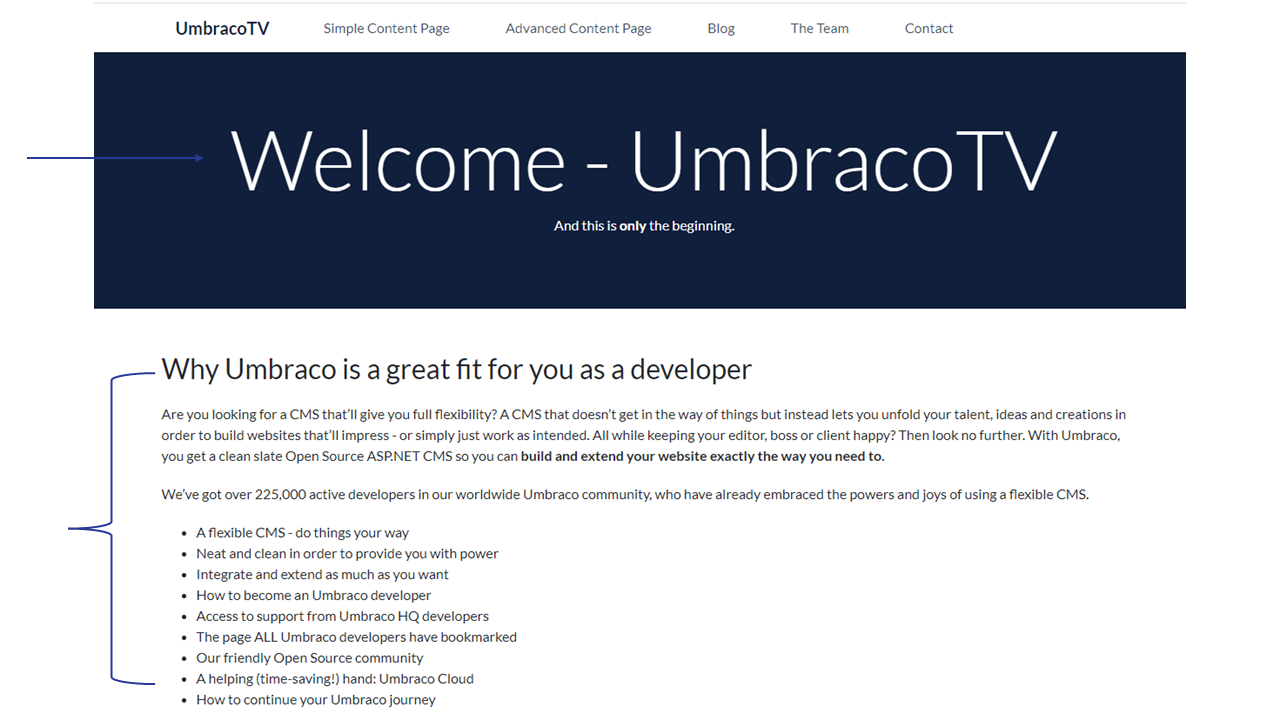 UmbracoTV Simple Content Page Advanced Content Page Blog The Team Contact
Welcome - UmbracoTV
And this is only the beginning.
Why Umbraco is a great fit for you as a developer
Are you looking for a CMS that’ll give you full flexibility? A CMS that doesn’t get in the way of things but instead lets you unfold your talent, ideas and creations in
order to build websites that’ll impress - or simply just work as intended. All while keeping your editor, boss or client happy? Then look no further. With Umbraco,
you get a clean slate Open Source ASP.NET CMS so you can build and extend your website exactly the way you need to.
We’ve got over 225,000 active developers in our worldwide Umbraco community, who have already embraced the powers and joys of using a flexible CMS.
• A flexible CMS - do things your way
• Neat and clean in order to provide you with power
• Integrate and extend as much as you want
• How to become an Umbraco developer
• Access to support from Umbraco HQ developers
• The page ALL Umbraco developers have bookmarked
• Our friendly Open Source community
• A helping (time-saving!) hand: Umbraco Cloud
• How to continue your Umbraco journey